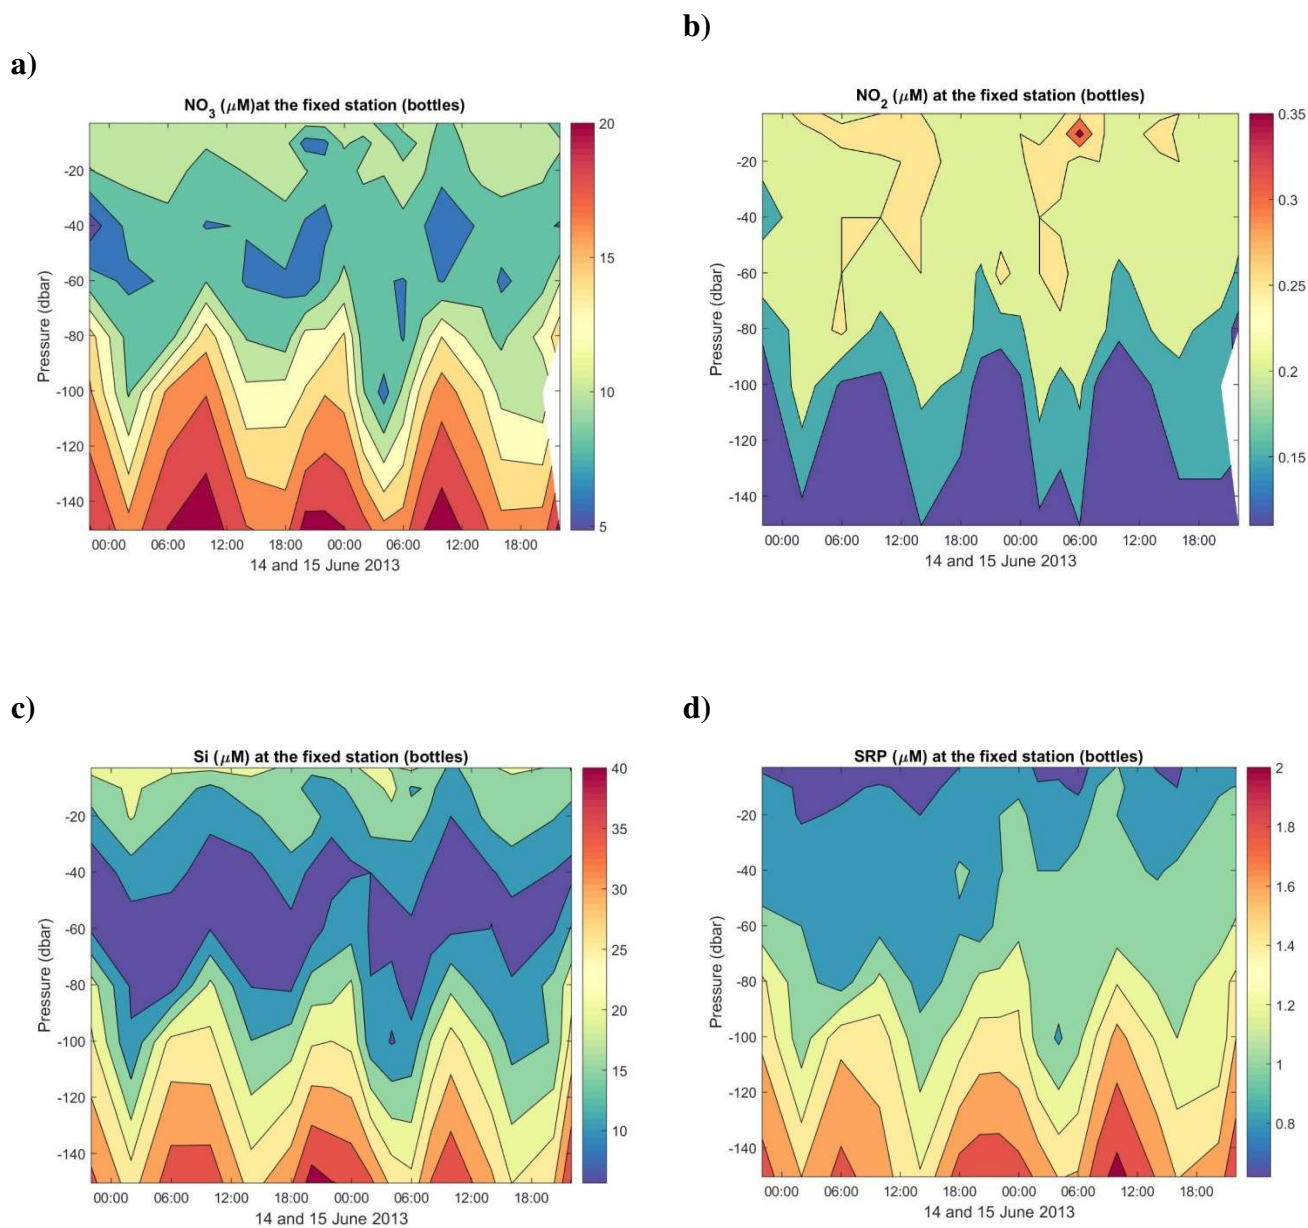 a)
NO3 (μM)at the fixed station (bottles)
20
15
10
5
-20
-40
-60
-80
-100
-120
-140
Pressure (dbar)
00:00 06:00 12:00 18:00 00:00 06:00 12:00 18:00
14 and 15 June 2013
b)
NO2 (μM) at the fixed station (bottles)
0.35
0.3
0.25
0.2
0.15
-20
-40
-60
-80
-100
-120
-140
Pressure (dbar)
00:00 06:00 12:00 18:00 00:00 06:00 12:00 18:00
14 and 15 June 2013
c)
Si (μM) at the fixed station (bottles)
40
35
30
25
20
15
10
-20
-40
-60
-80
-100
-120
-140
Pressure (dbar)
00:00 06:00 12:00 18:00 00:00 06:00 12:00 18:00
14 and 15 June 2013
d)
SRP (μM) at the fixed station (bottles)
2
1.8
1.6
1.4
1.2
1
0.8
-20
-40
-60
-80
-100
-120
-140
Pressure (dbar)
00:00 06:00 12:00 18:00 00:00 06:00 12:00 18:00
14 and 15 June 2013